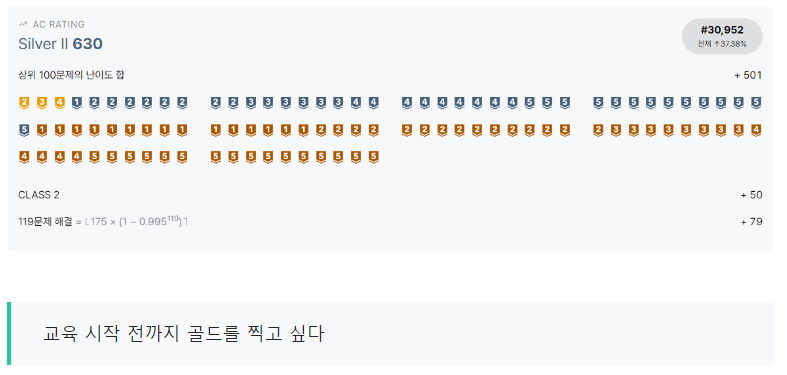 AC RATING
Silver II 630
#30,952
전체 ↑37.38%
상위 100문제의 난이도 합 + 501
2 3 4 1 2 2 2 2 2 2 2 2 3 3 3 3 3 3 4 4 4 4 4 4 4 4 4 5 5 5 5 5 5 5 5 5 5 5 5 5
5 1 1 1 1 1 1 1 1 1 1 1 1 1 1 1 2 2 2 2 2 2 2 2 2 2 2 2 2 2 2 3 3 3 3 3 3 3 3 4
4 4 4 4 5 5 5 5 5 5 5 5 5 5 5 5 5 5 5 5
CLASS 2 + 50
119문제 해결 = ⌊175 × (1 − 0.995¹¹⁹)⌉ + 79
교육 시작 전까지 골드를 찍고 싶다